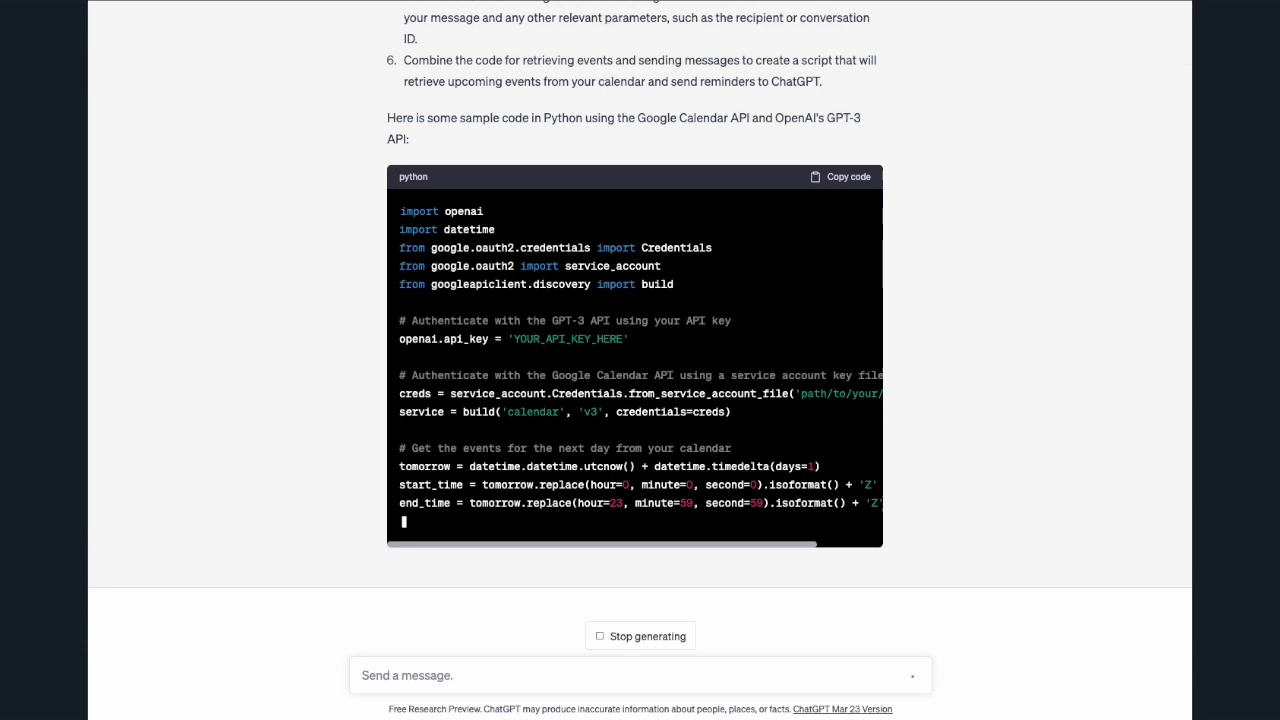 your message and any other relevant parameters, such as the recipient or conversation
ID.
6. Combine the code for retrieving events and sending messages to create a script that will
retrieve upcoming events from your calendar and send reminders to ChatGPT.
Here is some sample code in Python using the Google Calendar API and OpenAI's GPT-3
API:
python
Copy code
import openai
import datetime
from google.oauth2.credentials import Credentials
from google.oauth2 import service_account
from googleapiclient.discovery import build
# Authenticate with the GPT-3 API using your API key
openai.api_key = 'YOUR_API_KEY_HERE'
# Authenticate with the Google Calendar API using a service account key file
creds = service_account.Credentials.from_service_account_file('path/to/your/
service = build('calendar', 'v3', credentials=creds)
# Get the events for the next day from your calendar
tomorrow = datetime.datetime.utcnow() + datetime.timedelta(days=1)
start_time = tomorrow.replace(hour=0, minute=0, second=0).isoformat() + 'Z'
end_time = tomorrow.replace(hour=23, minute=59, second=59).isoformat() + 'Z'
Stop generating
Send a message.
Free Research Preview. ChatGPT may produce inaccurate information about people, places, or facts. ChatGPT Mar 23 Version